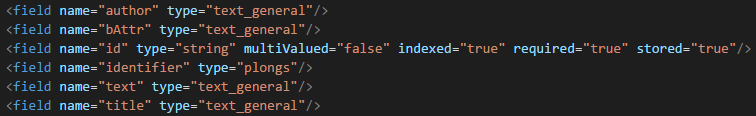 <field name="author" type="text_general"/>
<field name="bAttr" type="text_general"/>
<field name="id" type="string" multiValued="false" indexed="true" required="true" stored="true"/>
<field name="identifier" type="plongs"/>
<field name="text" type="text_general"/>
<field name="title" type="text_general"/>